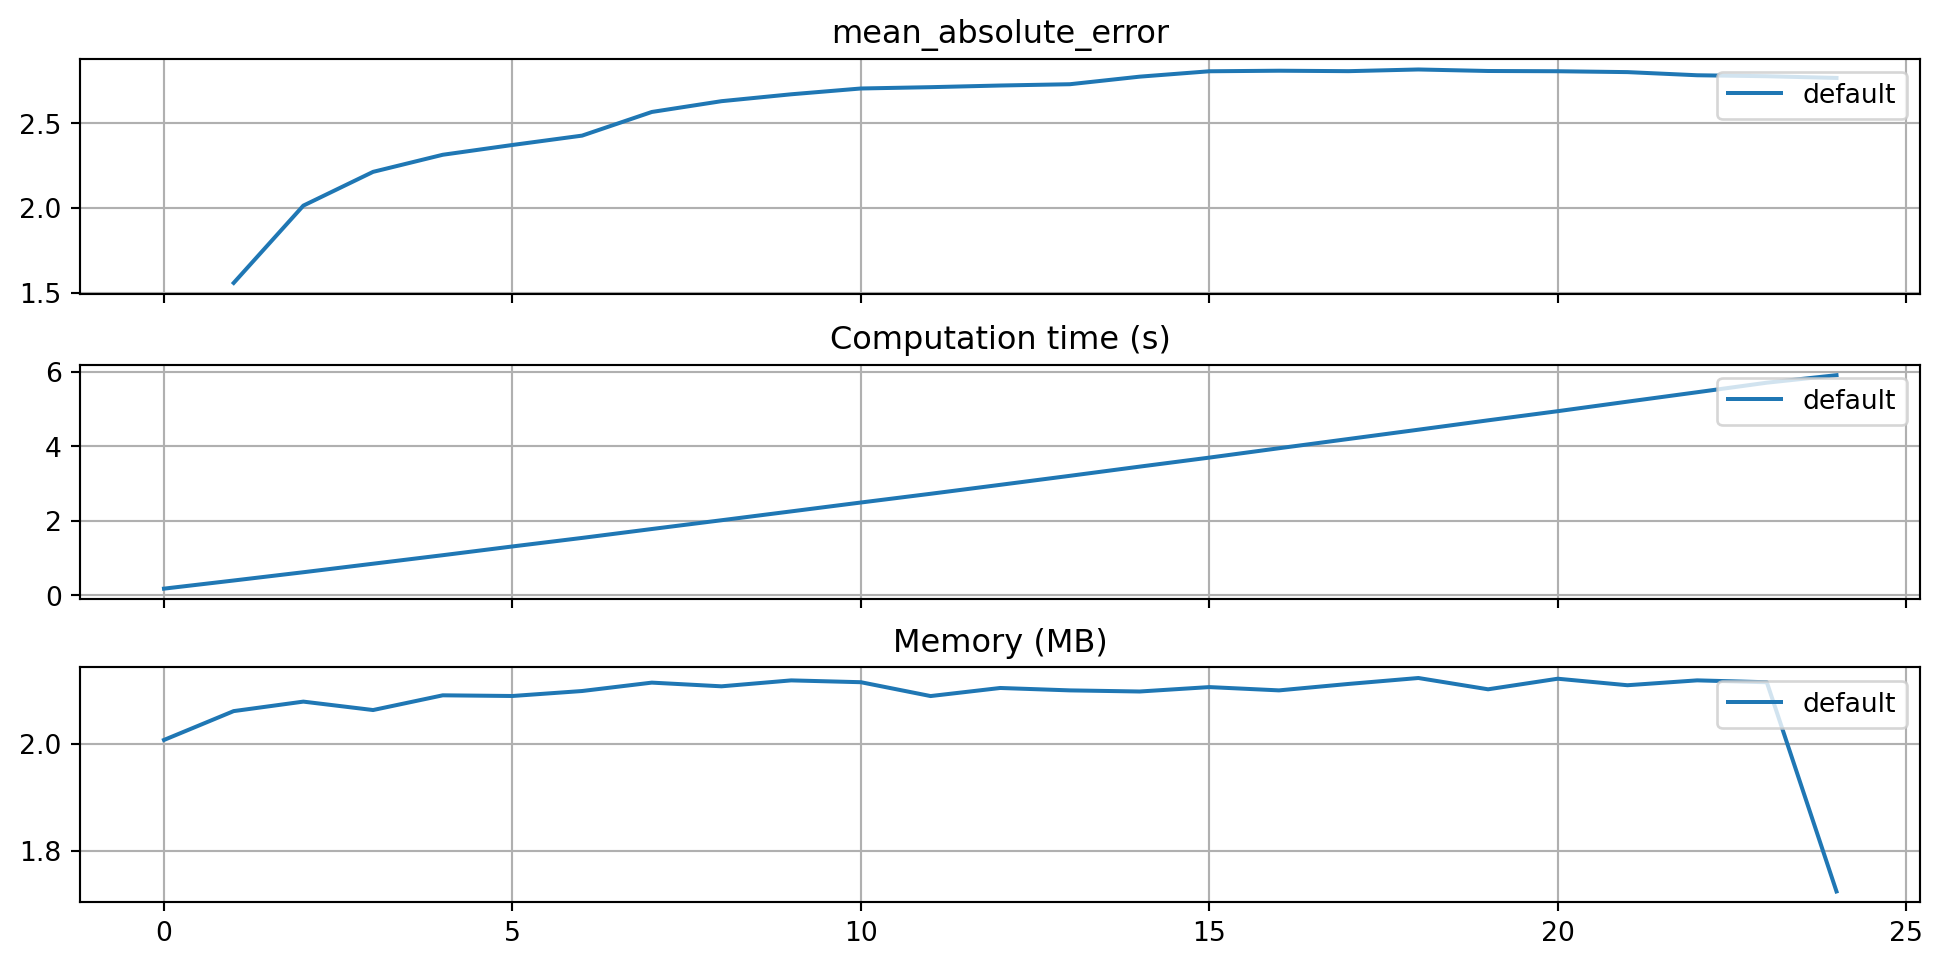 mean_absolute_error
2.5
2.0
1.5
default
Computation time (s)
6
4
2
0
default
Memory (MB)
2.0
1.8
default
0 5 10 15 20 25